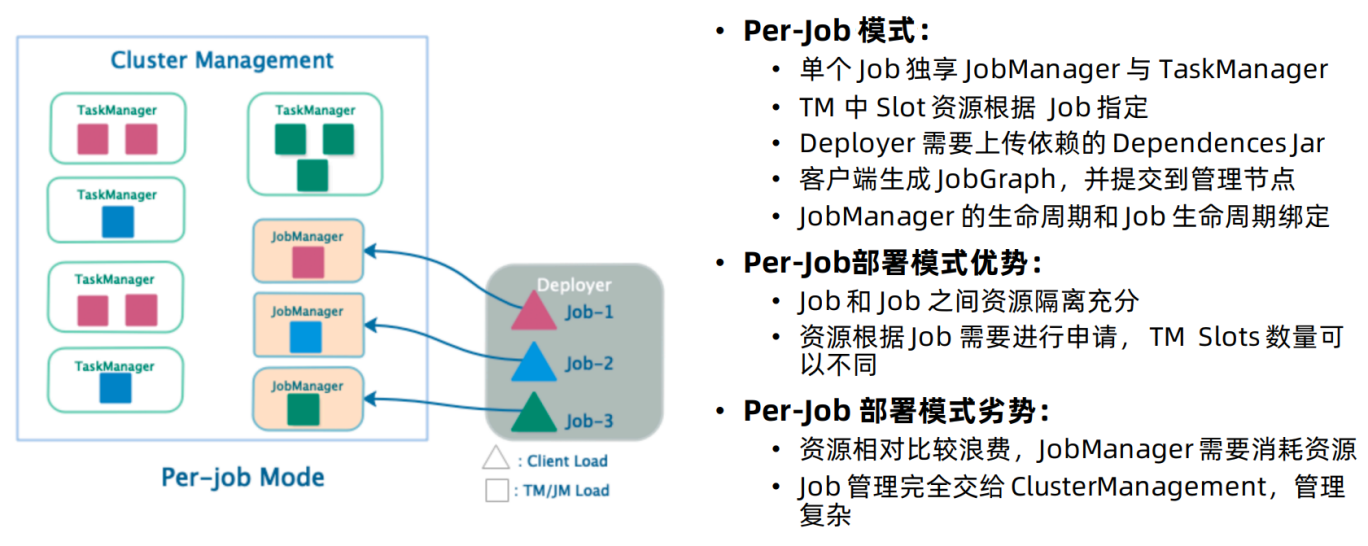 Cluster Management
TaskManager
TaskManager
TaskManager
TaskManager
TaskManager
JobManager
JobManager
JobManager
Deployer
Job-1
Job-2
Job-3
: Client Load
: TM/JM Load
Per-job Mode
• Per-Job 模式：
• 单个 Job 独享 JobManager 与 TaskManager
• TM 中 Slot 资源根据 Job 指定
• Deployer 需要上传依赖的 Dependences Jar
• 客户端生成 JobGraph，并提交到管理节点
• JobManager 的生命周期和 Job 生命周期绑定
• Per-Job部署模式优势：
• Job 和 Job 之间资源隔离充分
• 资源根据 Job 需要进行申请， TM Slots 数量可
以不同
• Per-Job 部署模式劣势：
• 资源相对比较浪费，JobManager 需要消耗资源
• Job 管理完全交给 ClusterManagement，管理
复杂